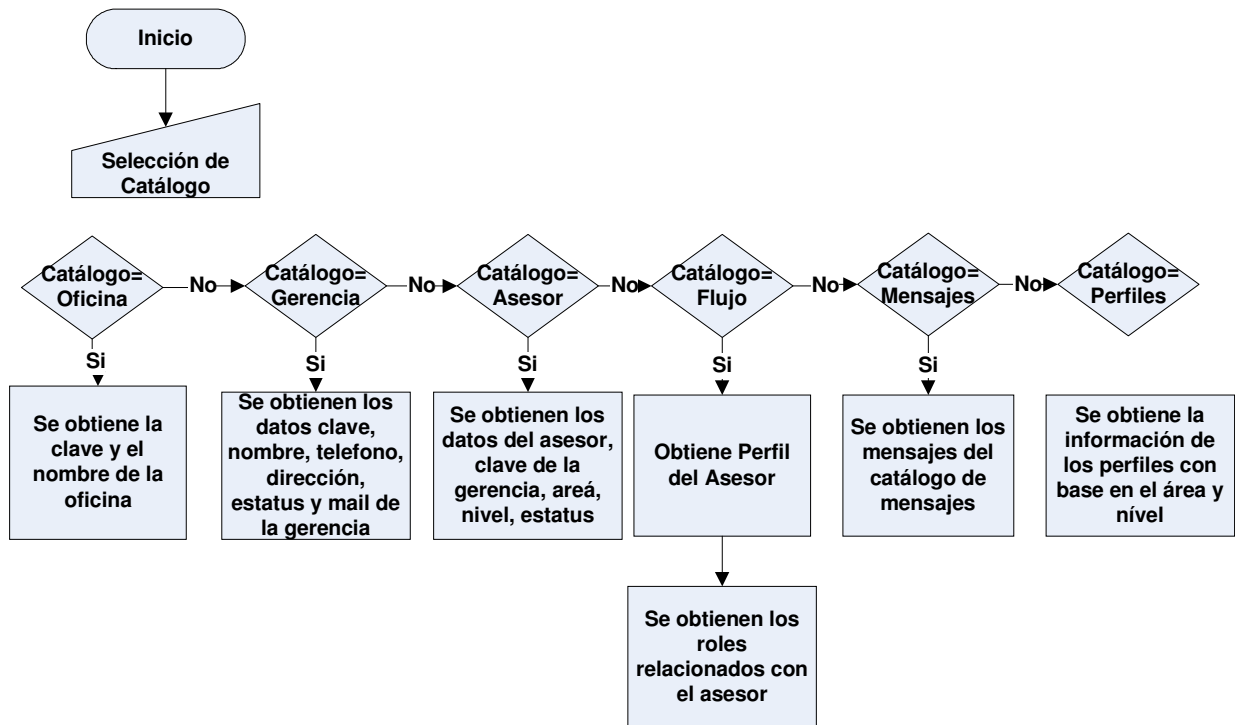 Inicio
Selección de
Catálogo
Catálogo=
Oficina
No
Catálogo=
Gerencia
No
Catálogo=
Asesor
No
Catálogo=
Flujo
No
Catálogo=
Mensajes
No
Catálogo=
Perfiles
Si
Si
Si
Si
Si
Se obtiene la
clave y el
nombre de la
oficina
Se obtienen los
datos clave,
nombre, telefono,
dirección,
estatus y mail de
la gerencia
Se obtienen los
datos del asesor,
clave de la
gerencia, areá,
nivel, estatus
Obtiene Perfil
del Asesor
Se obtienen los
mensajes del
catálogo de
mensajes
Se obtiene la
información de
los perfiles con
base en el área y
nível
Se obtienen los
roles
relacionados con
el asesor